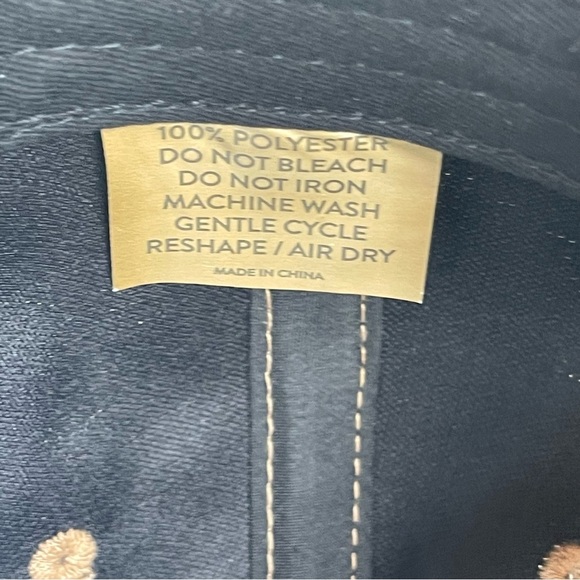 100% POLYESTER
DO NOT BLEACH
DO NOT IRON
MACHINE WASH
GENTLE CYCLE
RESHAPE / AIR DRY
MADE IN CHINA